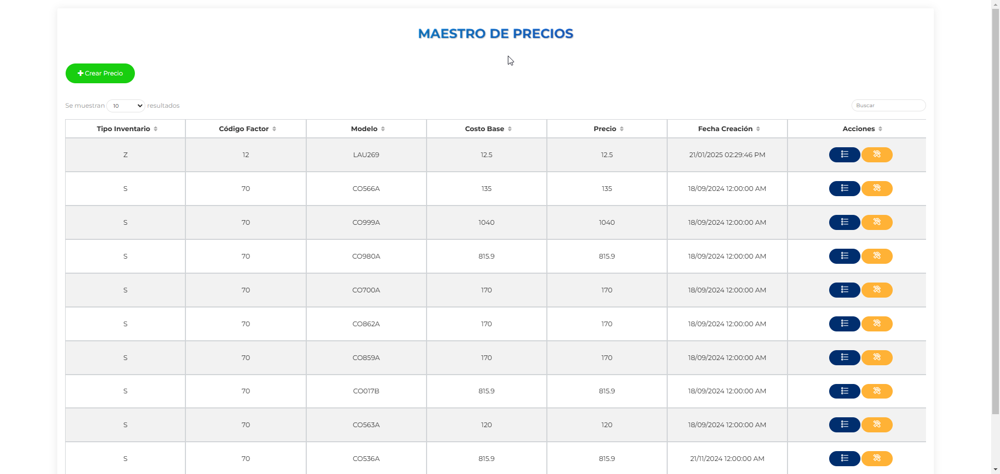 MAESTRO DE PRECIOS
Crear Precio
Se muestran 10 resultados
Buscar
Tipo Inventario Código Factor Modelo Costo Base Precio Fecha Creación Acciones
Z 12 LAU269 12.5 12.5 21/01/2025 02:29:46 PM
S 70 CO566A 135 135 18/09/2024 12:00:00 AM
S 70 CO999A 1040 1040 18/09/2024 12:00:00 AM
S 70 CO980A 815.9 815.9 18/09/2024 12:00:00 AM
S 70 CO700A 170 170 18/09/2024 12:00:00 AM
S 70 CO862A 170 170 18/09/2024 12:00:00 AM
S 70 CO859A 170 170 18/09/2024 12:00:00 AM
S 70 CO017B 815.9 815.9 18/09/2024 12:00:00 AM
S 70 CO563A 120 120 18/09/2024 12:00:00 AM
S 70 CO536A 815.9 815.9 21/11/2024 12:00:00 AM